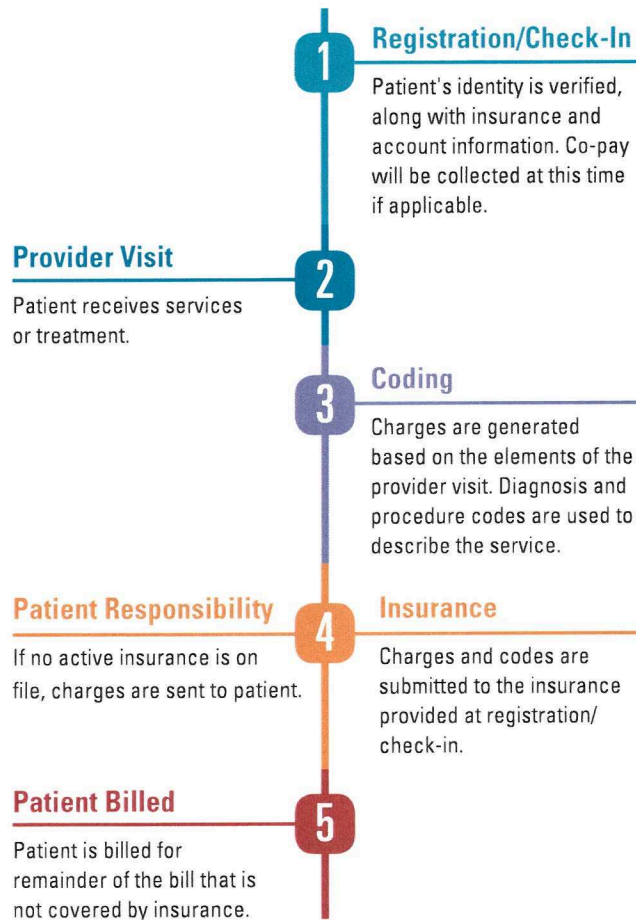 1
Registration/Check-In
Patient's identity is verified,
along with insurance and
account information. Co-pay
will be collected at this time
if applicable.
Provider Visit
2
Patient receives services
or treatment.
3
Coding
Charges are generated
based on the elements of the
provider visit. Diagnosis and
procedure codes are used to
describe the service.
Patient Responsibility
4
Insurance
If no active insurance is on
file, charges are sent to patient.
Charges and codes are
submitted to the insurance
provided at registration/
check-in.
Patient Billed
5
Patient is billed for
remainder of the bill that is
not covered by insurance.